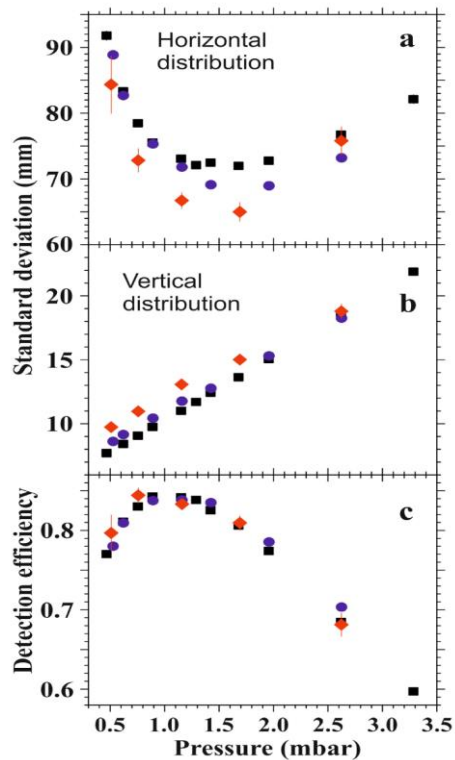 90
Horizontal
distribution
a
80
70
60
Standard deviation (mm)
Vertical
distribution
b
20
15
10
c
0.8
0.7
0.6
Detection efficiency
0.5 1.0 1.5 2.0 2.5 3.0 3.5
Pressure (mbar)